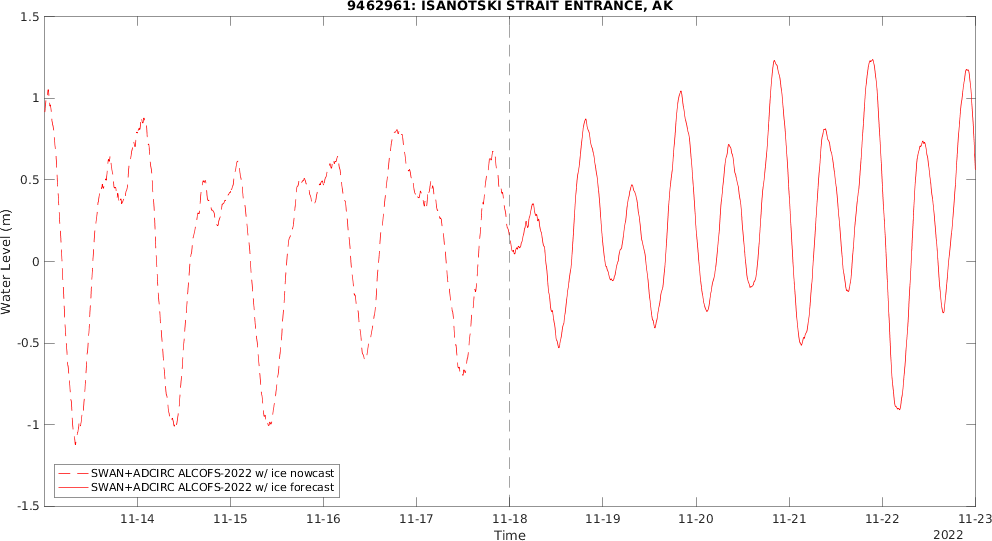 9462961: ISANOTSKI STRAIT ENTRANCE, AK
1.5
1
0.5
0
-0.5
-1
-1.5
Water Level (m)
SWAN+ADCIRC ALCOFS-2022 w/ ice nowcast
SWAN+ADCIRC ALCOFS-2022 w/ ice forecast
11-14 11-15 11-16 11-17 11-18 11-19 11-20 11-21 11-22 11-23
Time
2022